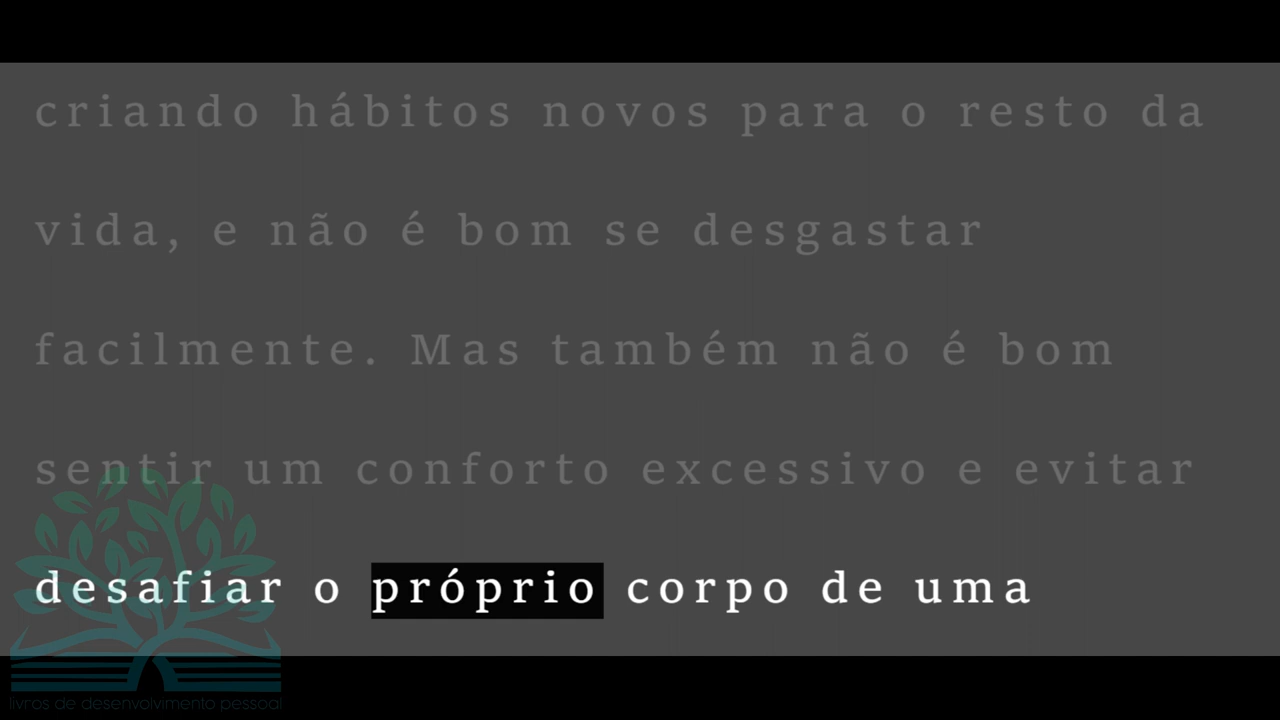 criando hábitos novos para o resto da
vida, e não é bom se desgastar
facilmente. Mas também não é bom
sentir um conforto excessivo e evitar
desafiar o próprio corpo de uma
livros de desenvolvimento pessoal